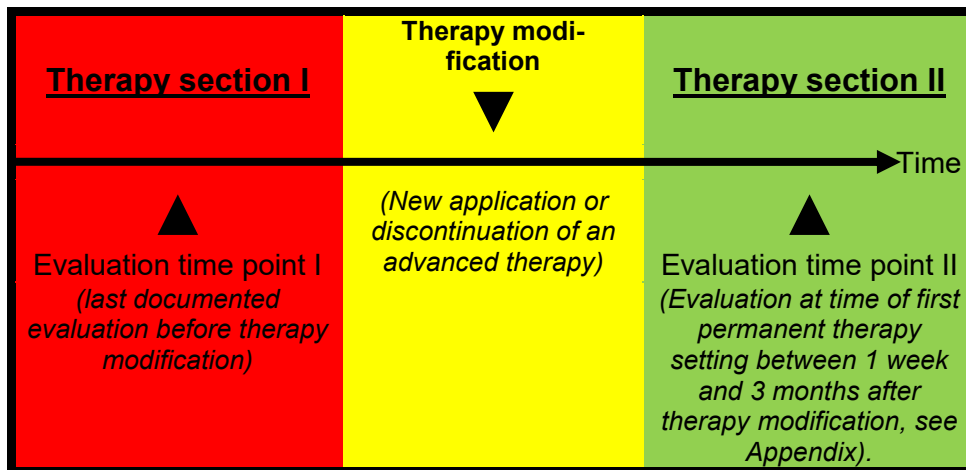 Therapy section I
Therapy modi-
fication
Therapy section II
Time
Evaluation time point I
(last documented
evaluation before therapy
modification)
(New application or
discontinuation of an
advanced therapy)
Evaluation time point II
(Evaluation at time of first
permanent therapy
setting between 1 week
and 3 months after
therapy modification, see
Appendix).